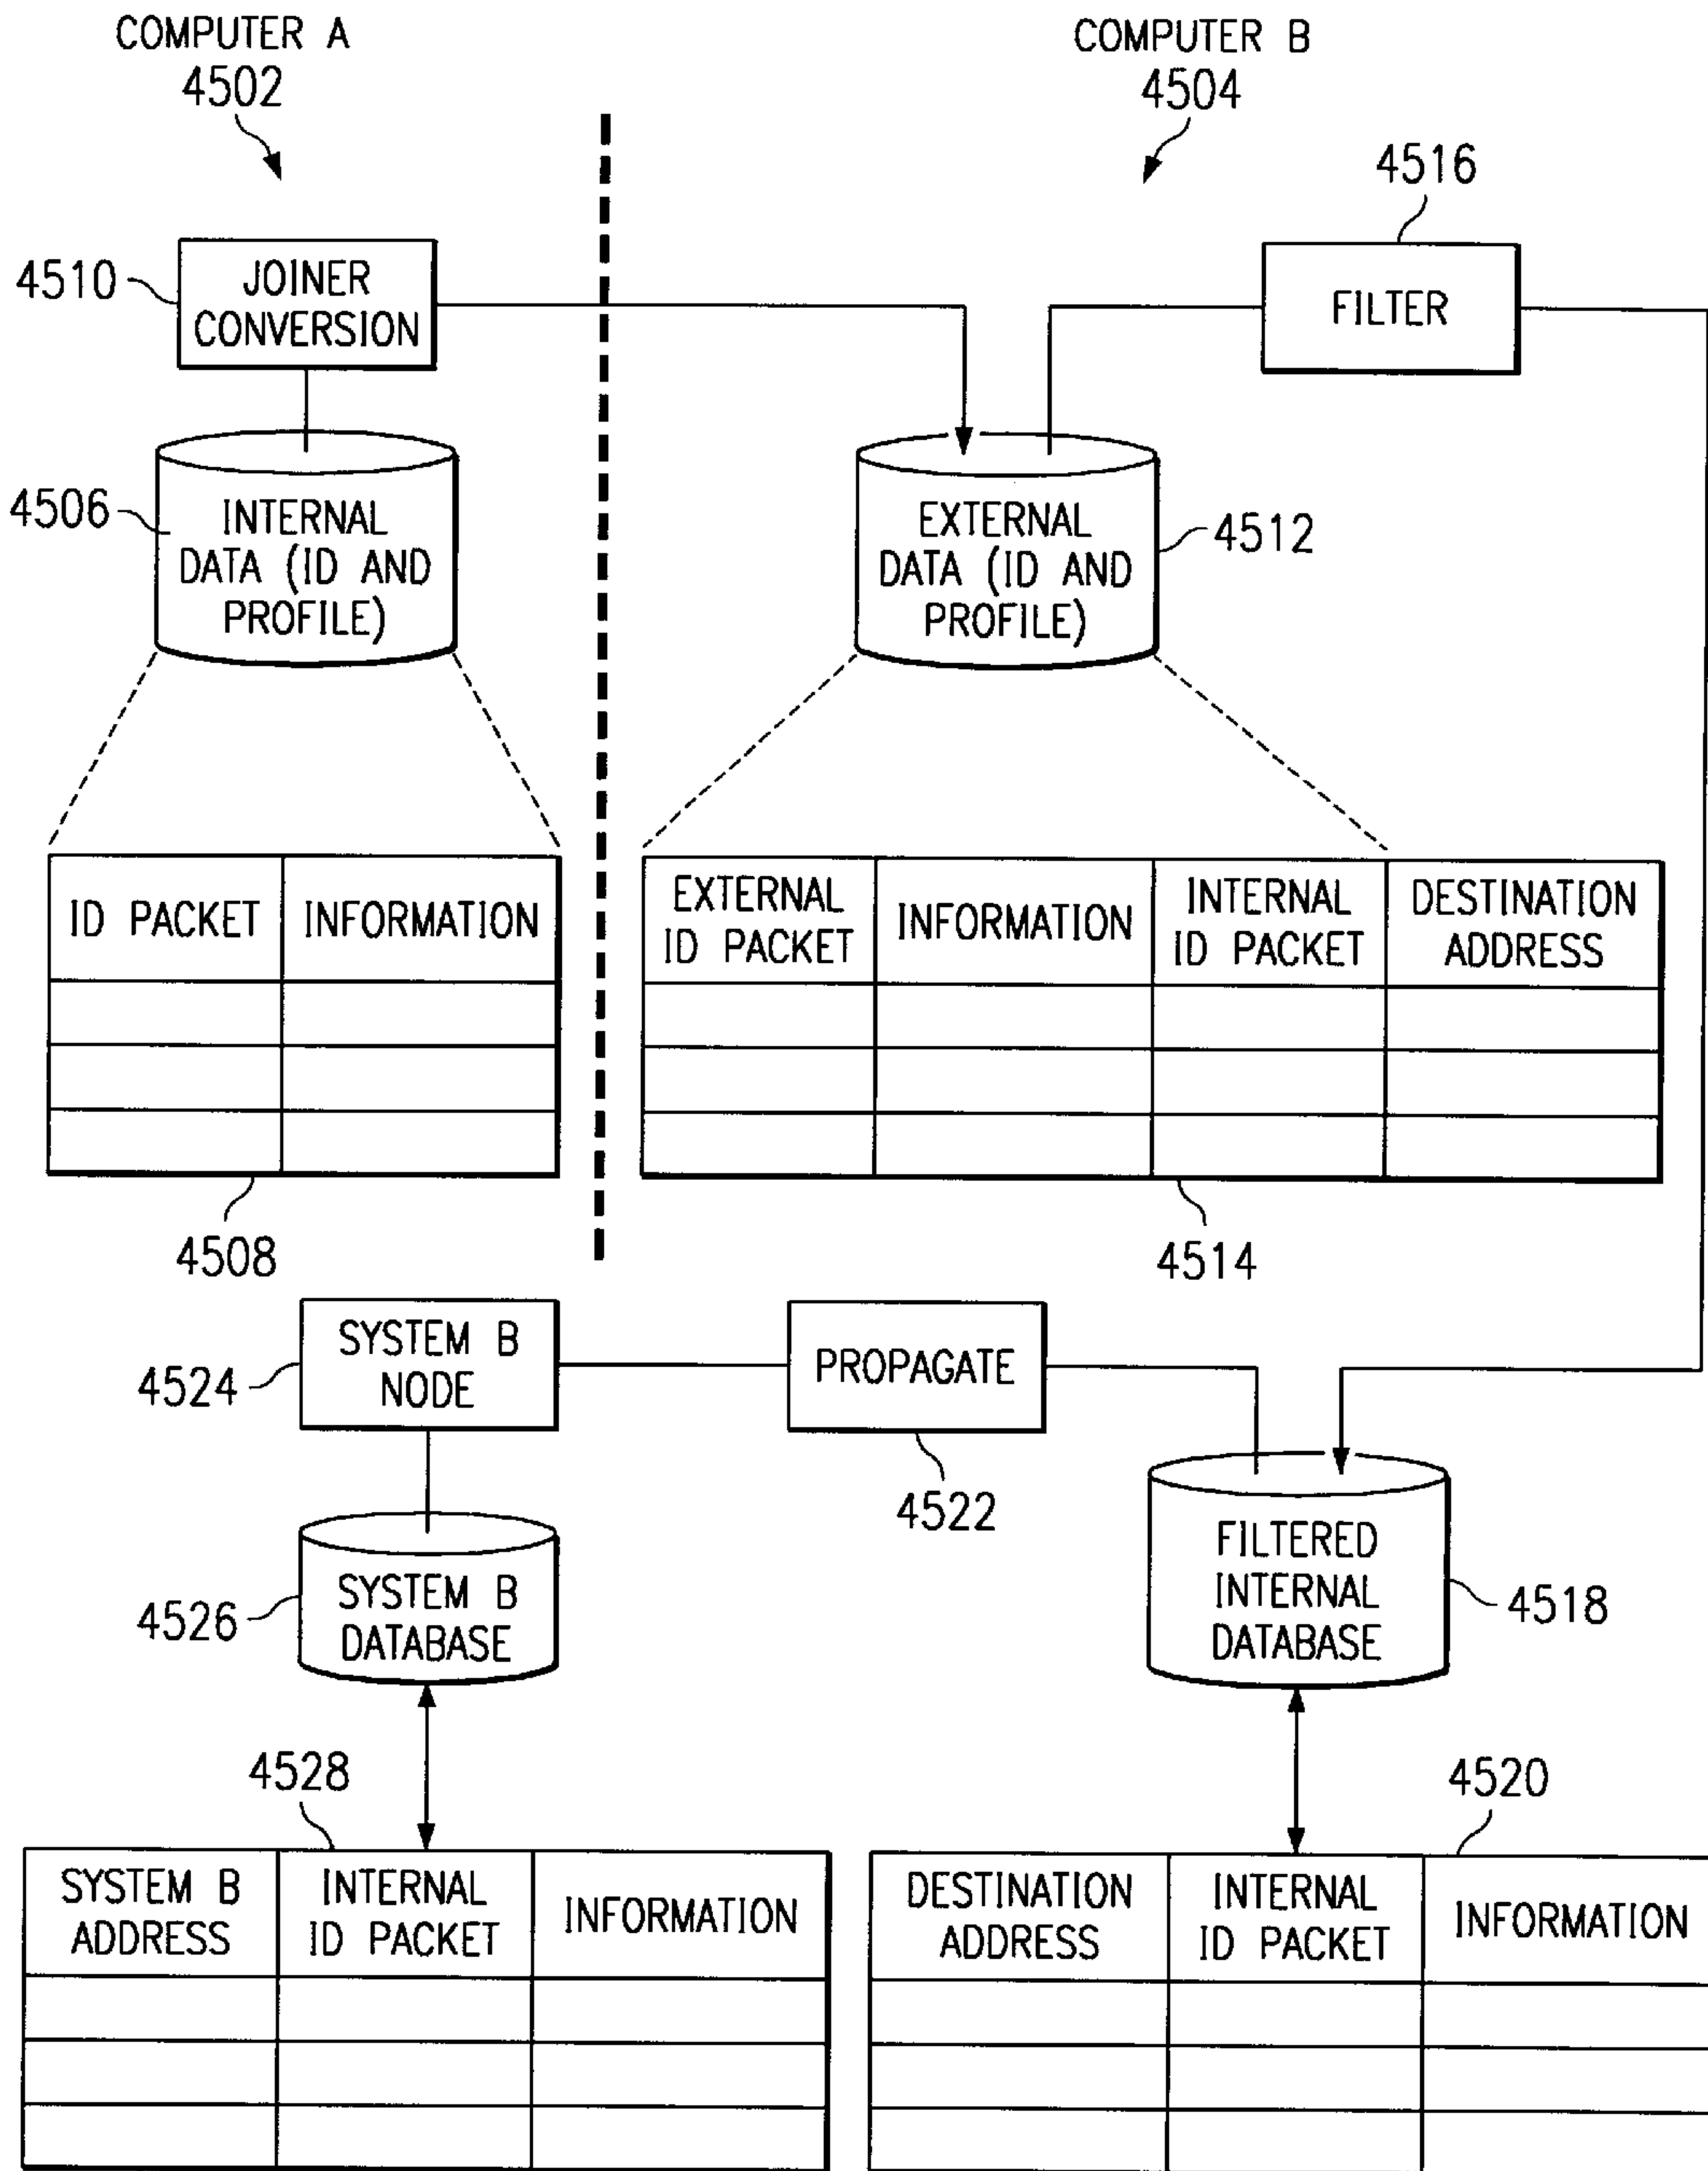 COMPUTER A
4502
COMPUTER B
4504
4516
4510
JOINER
CONVERSION
FILTER
4506
INTERNAL
DATA (ID AND
PROFILE)
EXTERNAL
DATA (ID AND
PROFILE)
4512
ID PACKET
INFORMATION
EXTERNAL
ID PACKET
INFORMATION
INTERNAL
ID PACKET
DESTINATION
ADDRESS
4508
4514
4524
SYSTEM B
NODE
PROPAGATE
4522
4526
SYSTEM B
DATABASE
FILTERED
INTERNAL
DATABASE
4518
4528
4520
SYSTEM B
ADDRESS
INTERNAL
ID PACKET
INFORMATION
DESTINATION
ADDRESS
INTERNAL
ID PACKET
INFORMATION